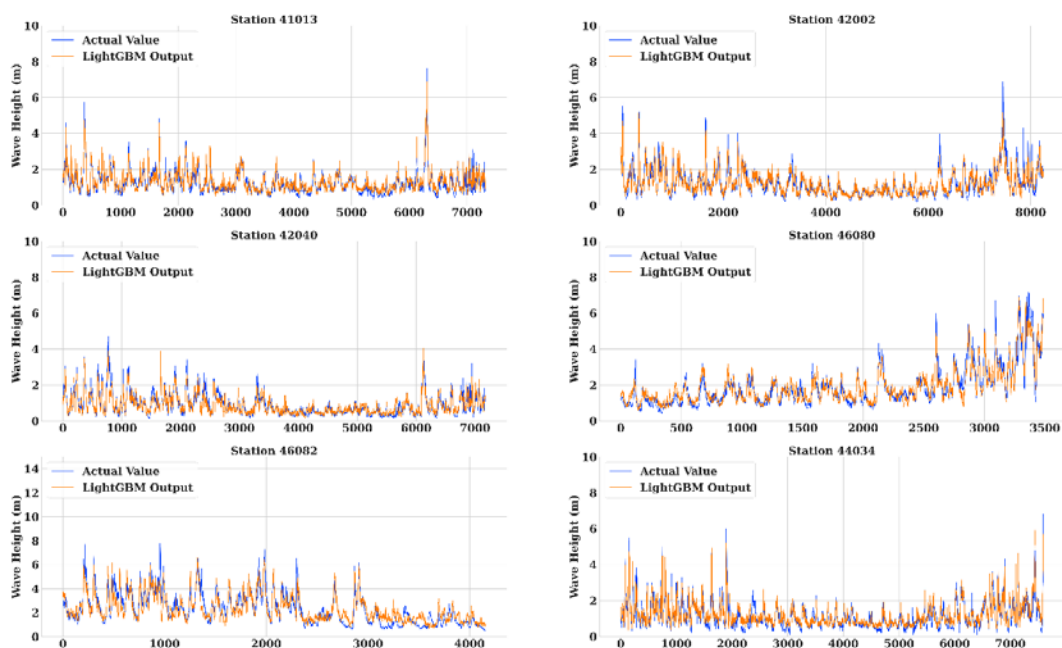 Station 41013
Actual Value
LightGBM Output
Wave Height (m)
10
8
6
4
2
0
0 1000 2000 3000 4000 5000 6000 7000
Station 42002
Actual Value
LightGBM Output
Wave Height (m)
10
8
6
4
2
0
0 2000 4000 6000 8000
Station 42040
Actual Value
LightGBM Output
Wave Height (m)
10
8
6
4
2
0
0 1000 2000 3000 4000 5000 6000 7000
Station 46080
Actual Value
LightGBM Output
Wave Height (m)
10
8
6
4
2
0
0 500 1000 1500 2000 2500 3000 3500
Station 46082
Actual Value
LightGBM Output
Wave Height (m)
14
12
10
8
6
4
2
0
0 1000 2000 3000 4000
Station 44034
Actual Value
LightGBM Output
Wave Height (m)
10
8
6
4
2
0
0 1000 2000 3000 4000 5000 6000 7000